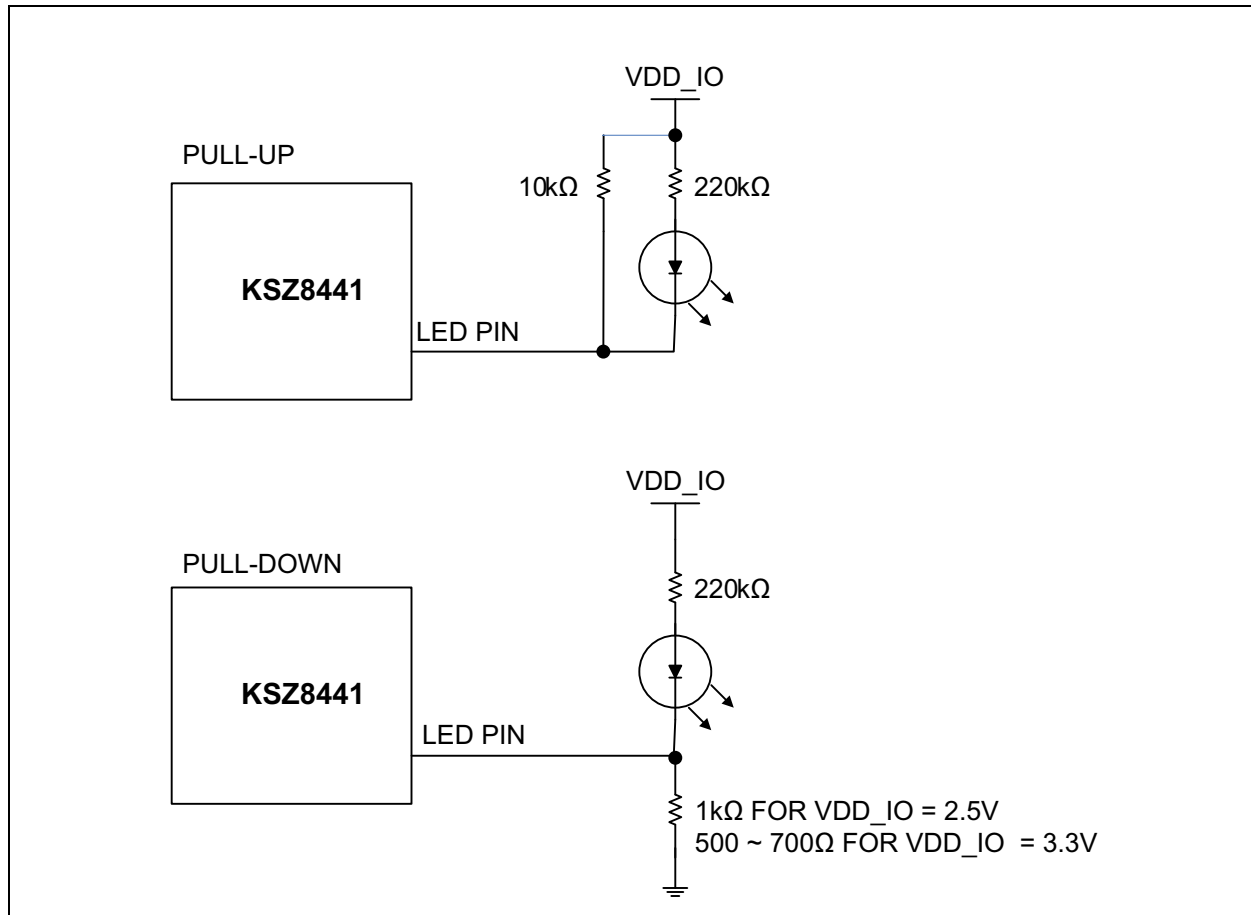 VDD_IO
PULL-UP
10kΩ
220kΩ
KSZ8441
LED PIN
VDD_IO
PULL-DOWN
220kΩ
KSZ8441
LED PIN
1kΩ FOR VDD_IO = 2.5V
500 ~ 700Ω FOR VDD_IO = 3.3V